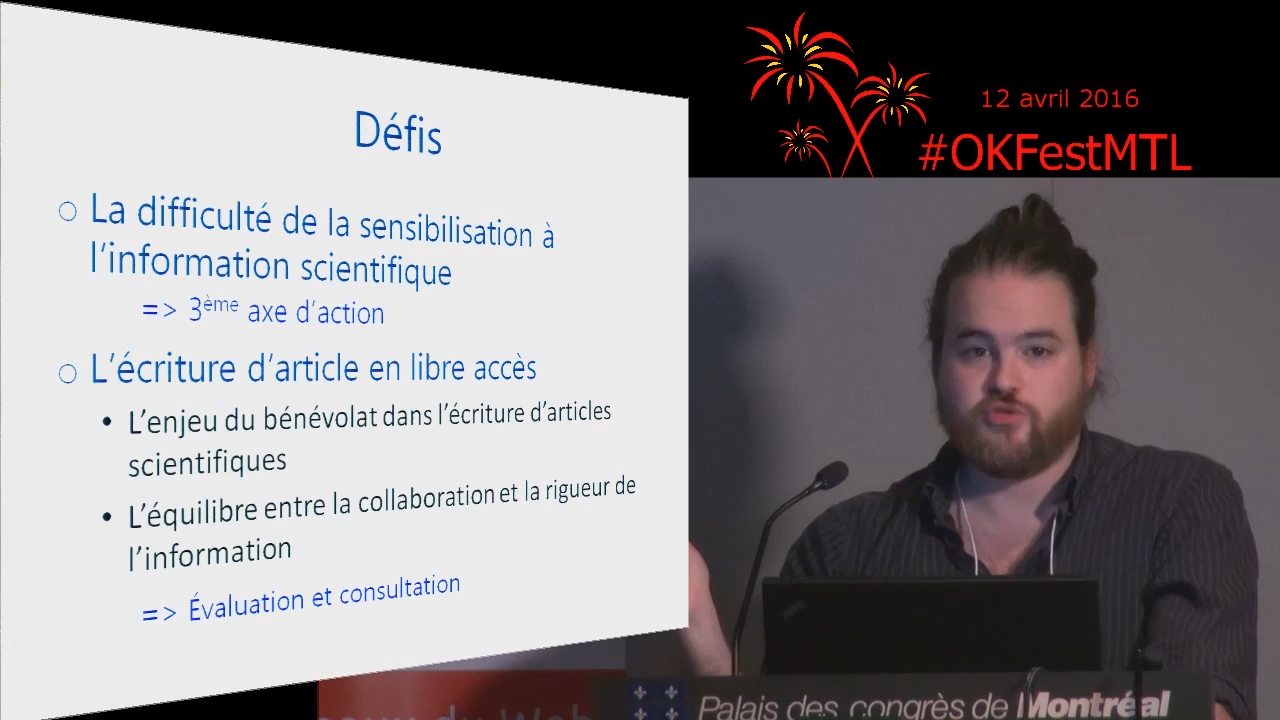 Défis
○ La difficulté de la sensibilisation à
l'information scientifique
=> 3ème axe d'action
○ L'écriture d'article en libre accès
• L'enjeu du bénévolat dans l'écriture d'articles
scientifiques
• L'équilibre entre la collaboration et la rigueur de
l'information
=> Évaluation et consultation
12 avril 2016
#OKFestMTL
du Web
Palais des congrès de Montréal